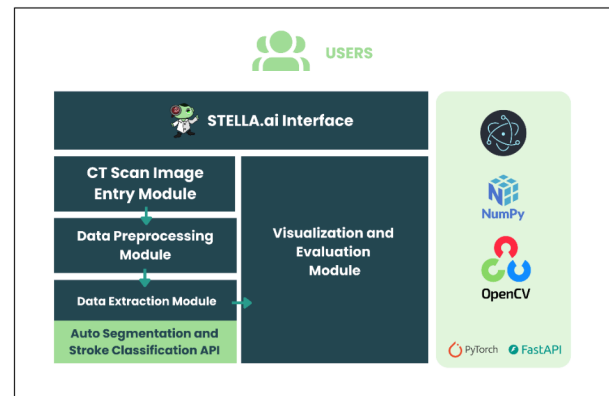 USERS
STELLA.ai Interface
CT Scan Image
Entry Module
Data Preprocessing
Module
Data Extraction Module
Auto Segmentation and
Stroke Classification API
Visualization and
Evaluation
Module
NumPy
OpenCV
PyTorch
FastAPI